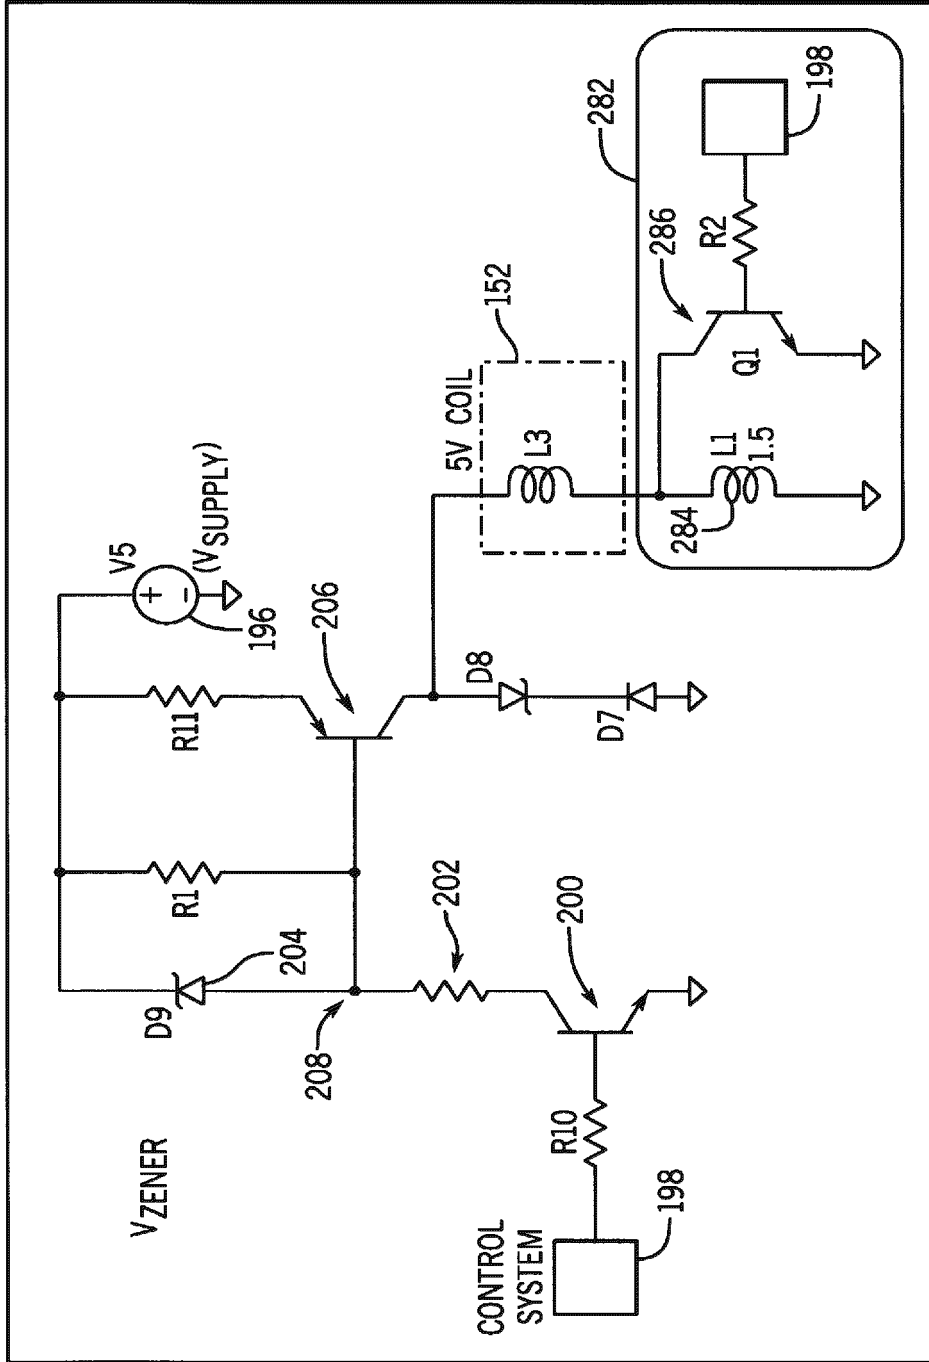 V5
(VSUPPLY)
196
R11
206
R1
D9
204
VZENER
208
202
200
R10
CONTROL
SYSTEM
198
D8
D7
5V COIL
152
L3
282
286
R2
198
Q1
L1
1.5
284